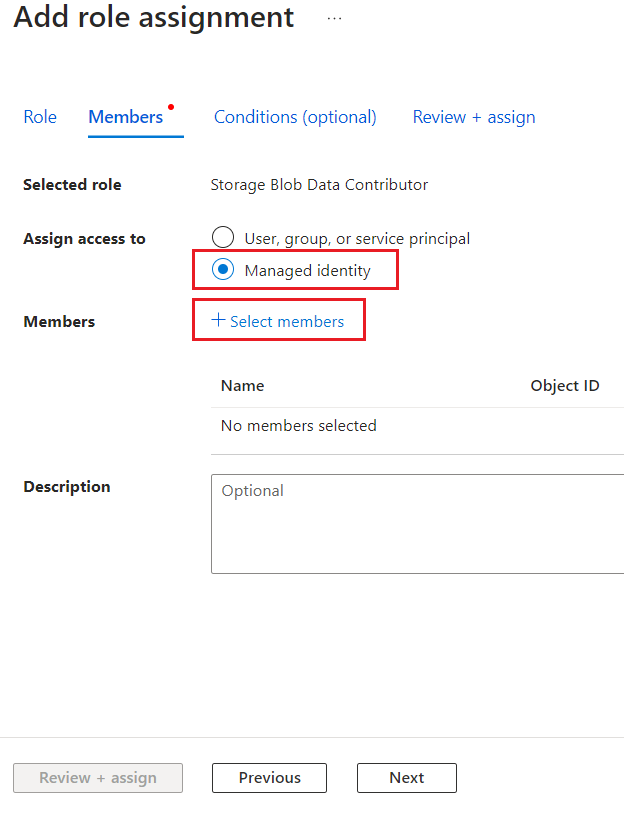 Add role assignment ...
Role Members Conditions (optional) Review + assign
Selected role Storage Blob Data Contributor
Assign access to User, group, or service principal
Managed identity
Members + Select members
Name Object ID
No members selected
Description Optional
Review + assign Previous Next